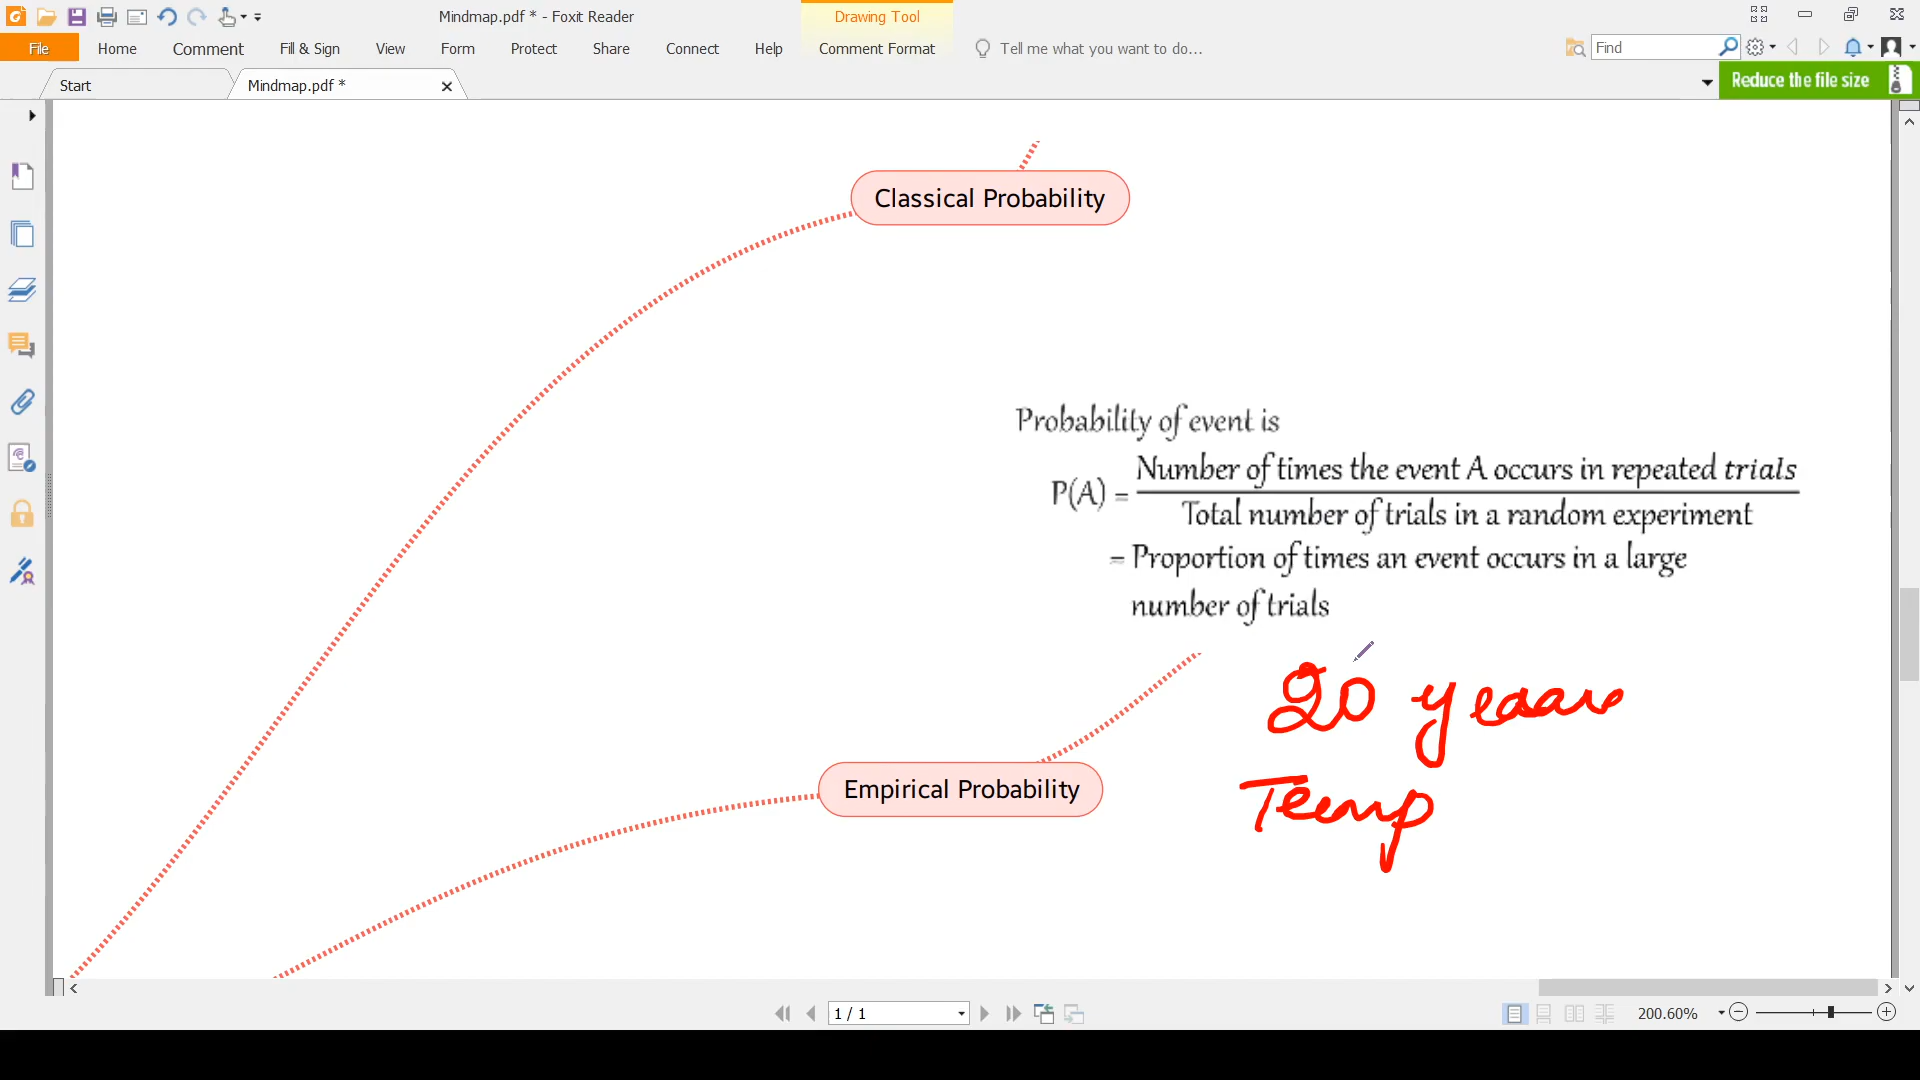 Mindmap.pdf * - Foxit Reader
Drawing Tool
File Home Comment Fill & Sign View Form Protect Share Connect Help Comment Format Tell me what you want to do... Find
Start Mindmap.pdf * Reduce the file size
Classical Probability
Probability of event is
P(A) = Number of times the event A occurs in repeated trials
Total number of trials in a random experiment
= Proportion of times an event occurs in a large
number of trials
20 years
Temp
Empirical Probability
1 / 1 200.60%